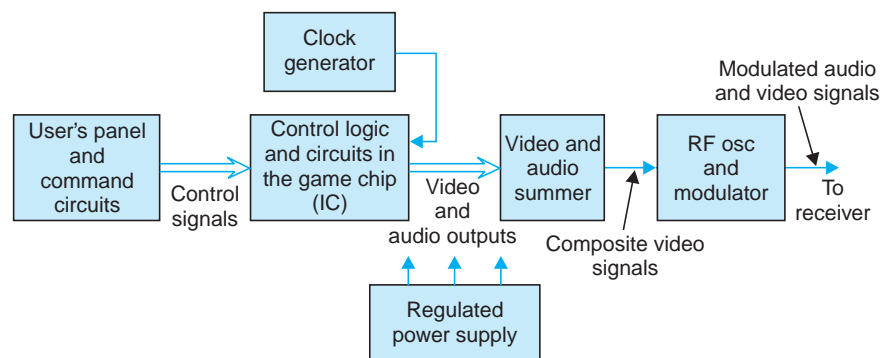 Clock
generator
Modulated audio
and video signals
User's panel
and
command
circuits
Control
signals
Control logic
and circuits in
the game chip
(IC)
Video
and
audio outputs
Video and
audio
summer
Composite video
signals
RF osc
and
modulator
To
receiver
Regulated
power supply